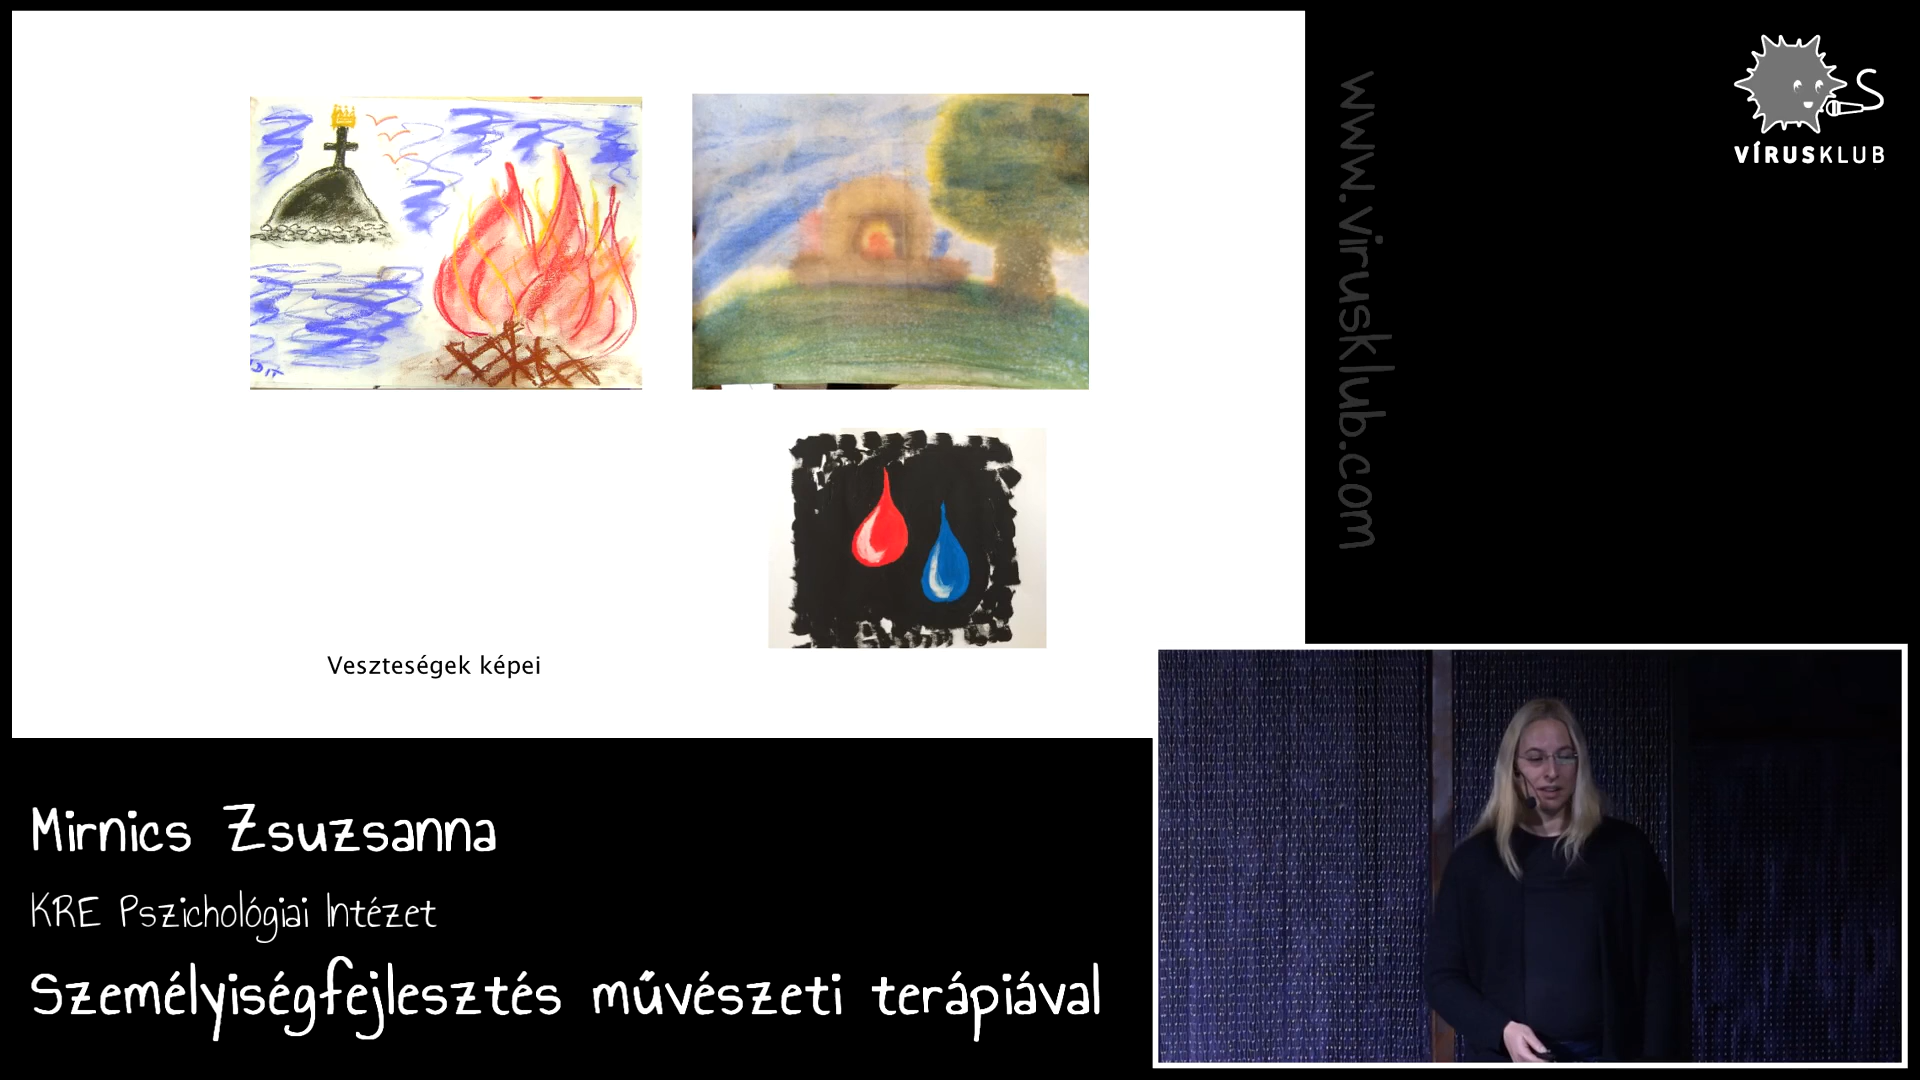 VÍRUSKLUB
www.virusklub.com
Veszteségek képei
Mirnics Zsuzsanna
KRE Pszichológiai Intézet
Személyiségfejlesztés művészeti terápiával